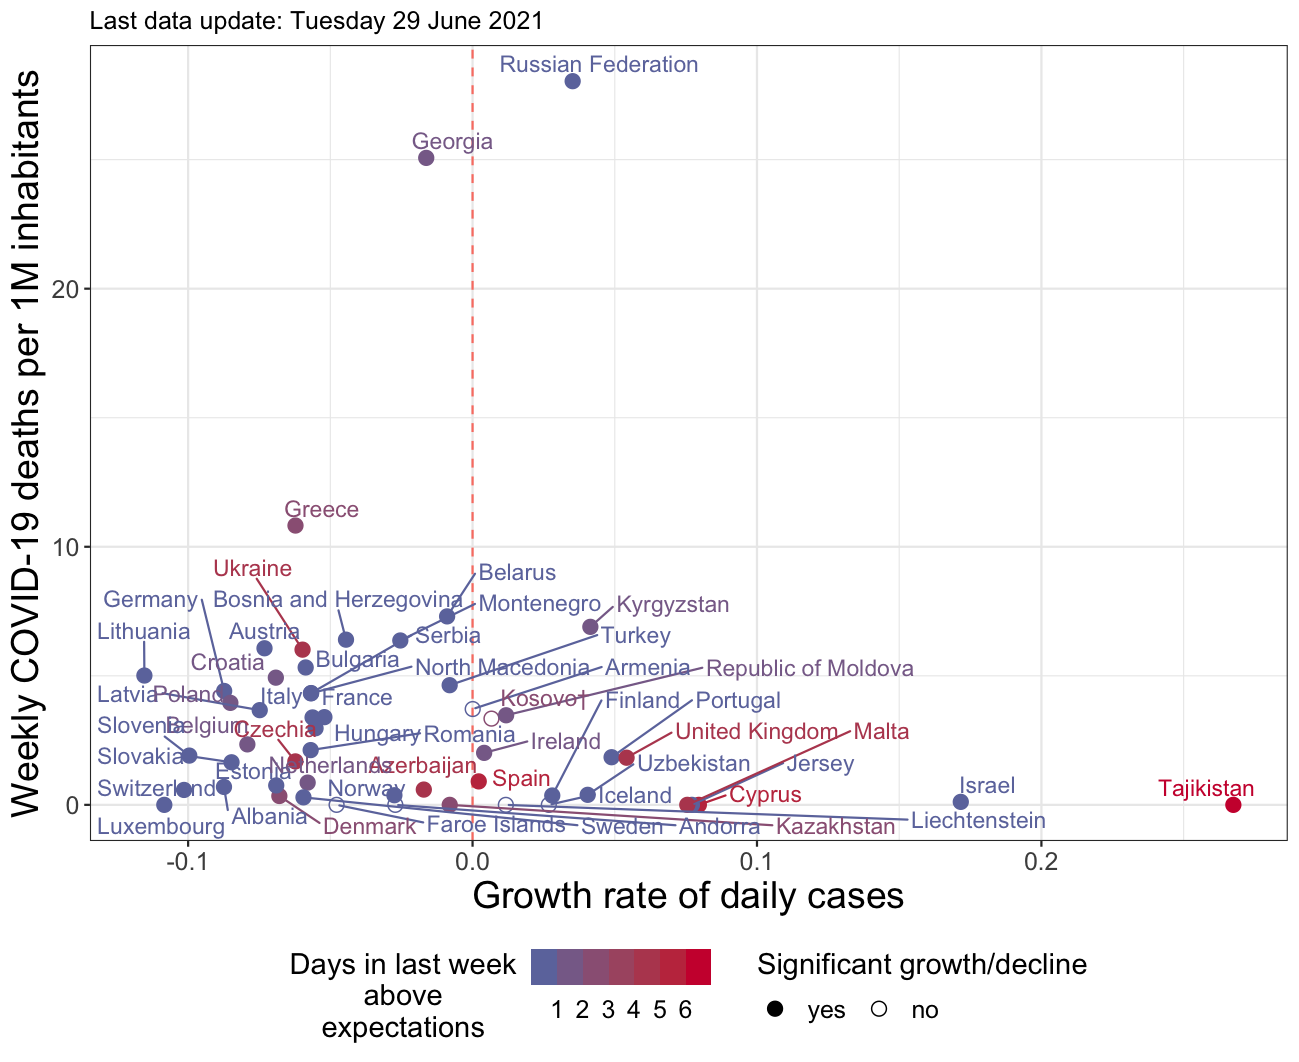 Last data update: Tuesday 29 June 2021
Weekly COVID-19 deaths per 1M inhabitants
20
10
0
Russian Federation
Georgia
Greece
Ukraine
Belarus
Germany
Bosnia and Herzegovina
Montenegro
Kyrgyzstan
Lithuania
Austria
Serbia
Turkey
Croatia
Bulgaria
North Macedonia
Armenia
Republic of Moldova
Latvia
Poland
Italy
France
Kosovo†
Finland
Portugal
Slovenia
Belgium
Czechia
Hungary
Romania
Ireland
United Kingdom
Malta
Slovakia
Estonia
Netherlands
Azerbaijan
Spain
Uzbekistan
Jersey
Switzerland
Norway
Iceland
Cyprus
Israel
Tajikistan
Luxembourg
Albania
Denmark
Faroe Islands
Sweden
Andorra
Kazakhstan
Liechtenstein
-0.1
0.0
0.1
0.2
Growth rate of daily cases
Days in last week
above
expectations
1 2 3 4 5 6
Significant growth/decline
yes
no